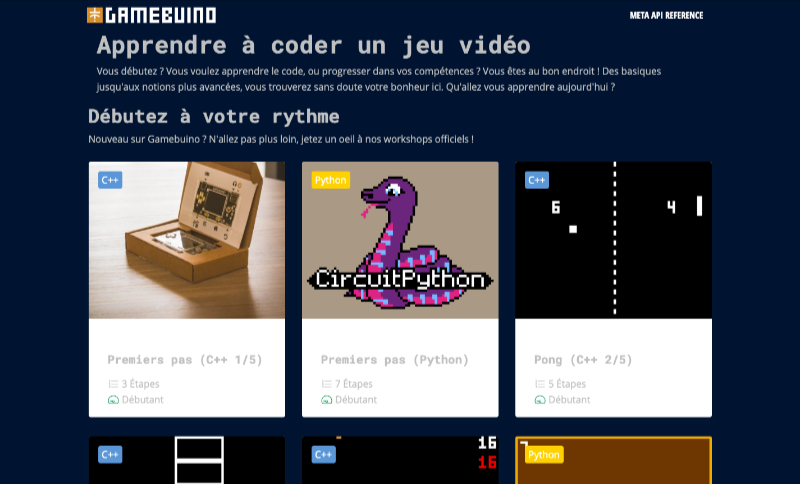 GAMEBUINO
META API REFERENCE
Apprendre à coder un jeu vidéo
Vous débutez ? Vous voulez apprendre le code, ou progresser dans vos compétences ? Vous êtes au bon endroit ! Des basiques
jusqu'aux notions plus avancées, vous trouverez sans doute votre bonheur ici. Qu'allez vous apprendre aujourd'hui ?
Débutez à votre rythme
Nouveau sur Gamebuino ? N'allez pas plus loin, jetez un oeil à nos workshops officiels !
C++
Python
C++
6
4
CircuitPython
Premiers pas (C++ 1/5)
Premiers pas (Python)
Pong (C++ 2/5)
3 Étapes
7 Étapes
5 Étapes
Débutant
Débutant
Débutant
C++
C++
16
16
Python